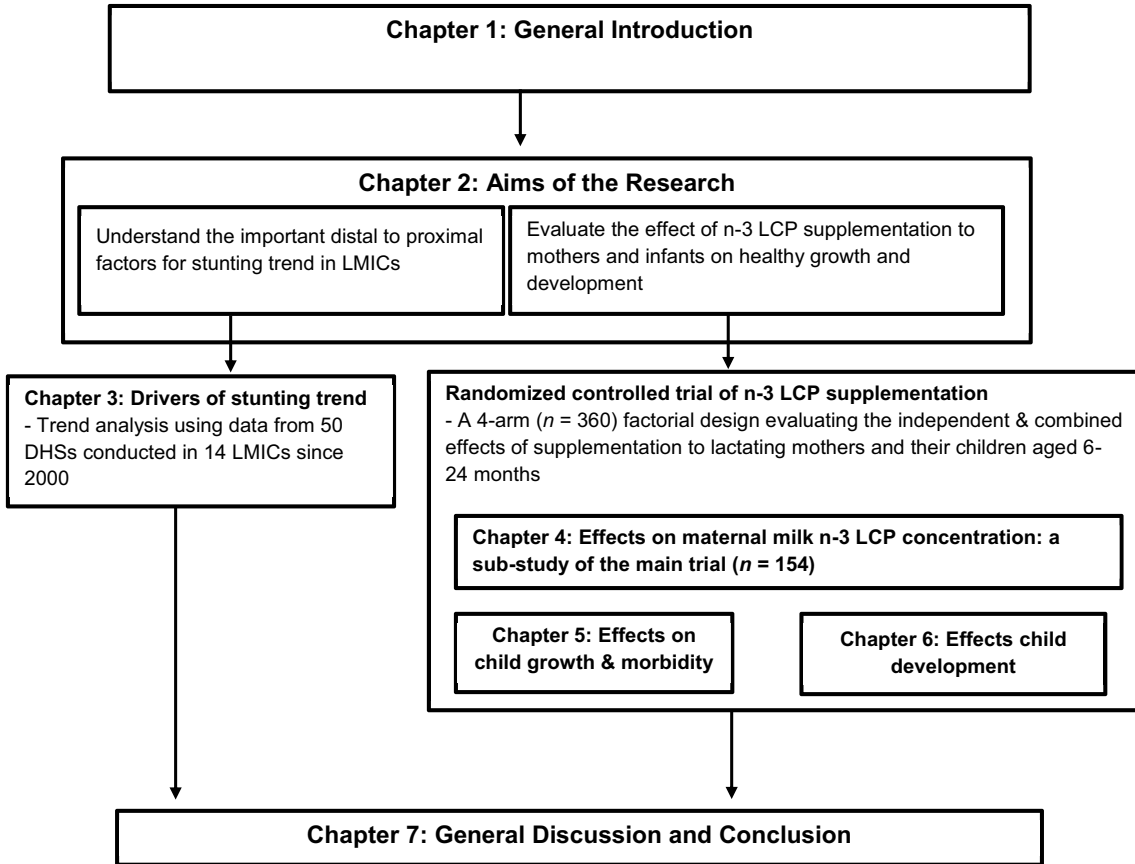 Chapter 1: General Introduction
Chapter 2: Aims of the Research
Understand the important distal to proximal
factors for stunting trend in LMICs
Evaluate the effect of n-3 LCP supplementation to
mothers and infants on healthy growth and
development
Chapter 3: Drivers of stunting trend
- Trend analysis using data from 50
DHSs conducted in 14 LMICs since
2000
Randomized controlled trial of n-3 LCP supplementation
- A 4-arm (n = 360) factorial design evaluating the independent & combined
effects of supplementation to lactating mothers and their children aged 6-
24 months
Chapter 4: Effects on maternal milk n-3 LCP concentration: a
sub-study of the main trial (n = 154)
Chapter 5: Effects on
child growth & morbidity
Chapter 6: Effects child
development
Chapter 7: General Discussion and Conclusion